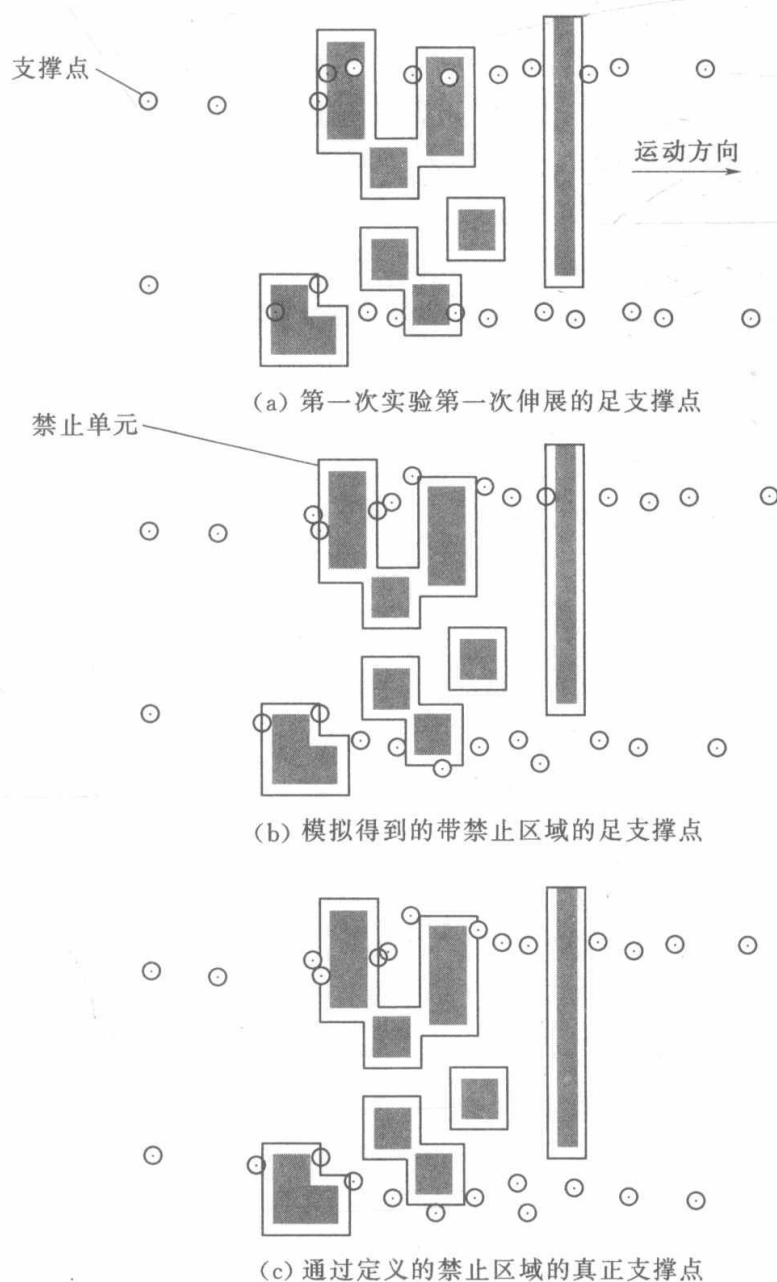 支撑点
运动方向
(a) 第一次实验第一次伸展的足支撑点
禁止单元
(b) 模拟得到的带禁止区域的足支撑点
(c) 通过定义的禁止区域的真正支撑点